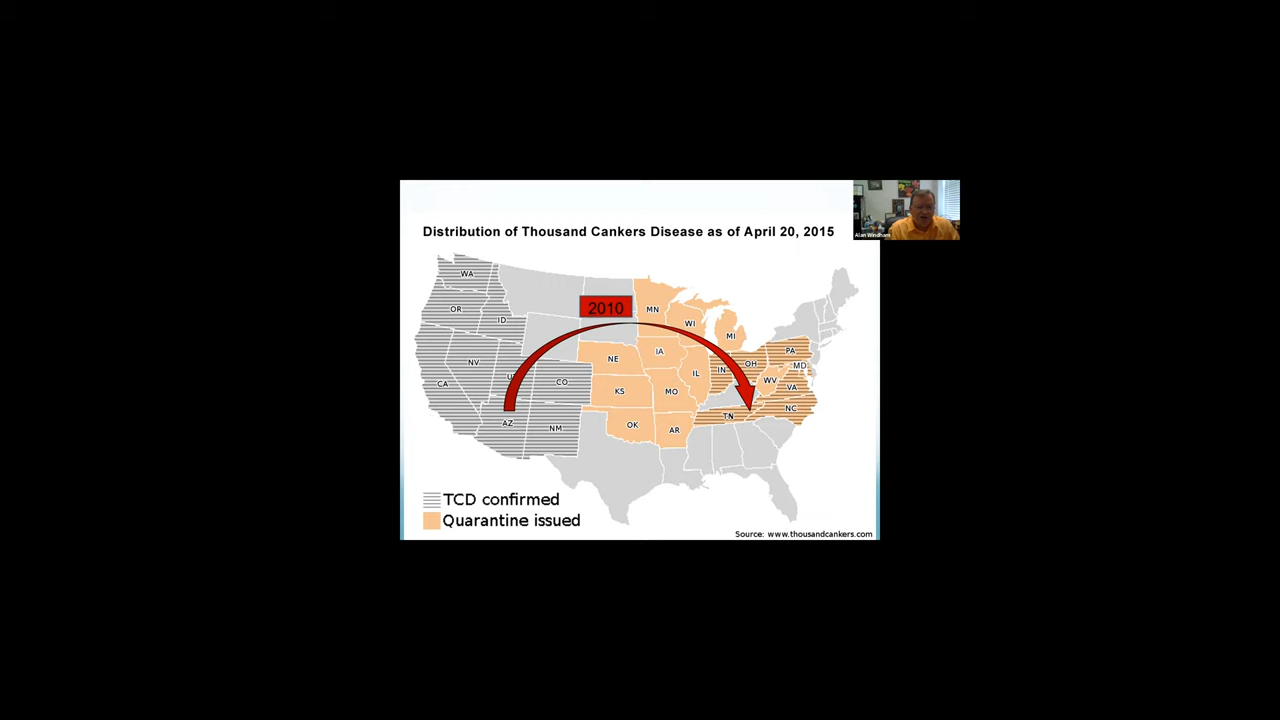 Distribution of Thousand Cankers Disease as of April 20, 2015
Alan Windham
WA
OR
ID
MN
2010
WI
MI
NV
NE
IA
PA
OH
MD
CA
U
CO
KS
MO
IL
IN
WV
VA
AZ
NM
OK
AR
TN
NC
TCD confirmed
Quarantine issued
Source: www.thousandcankers.com